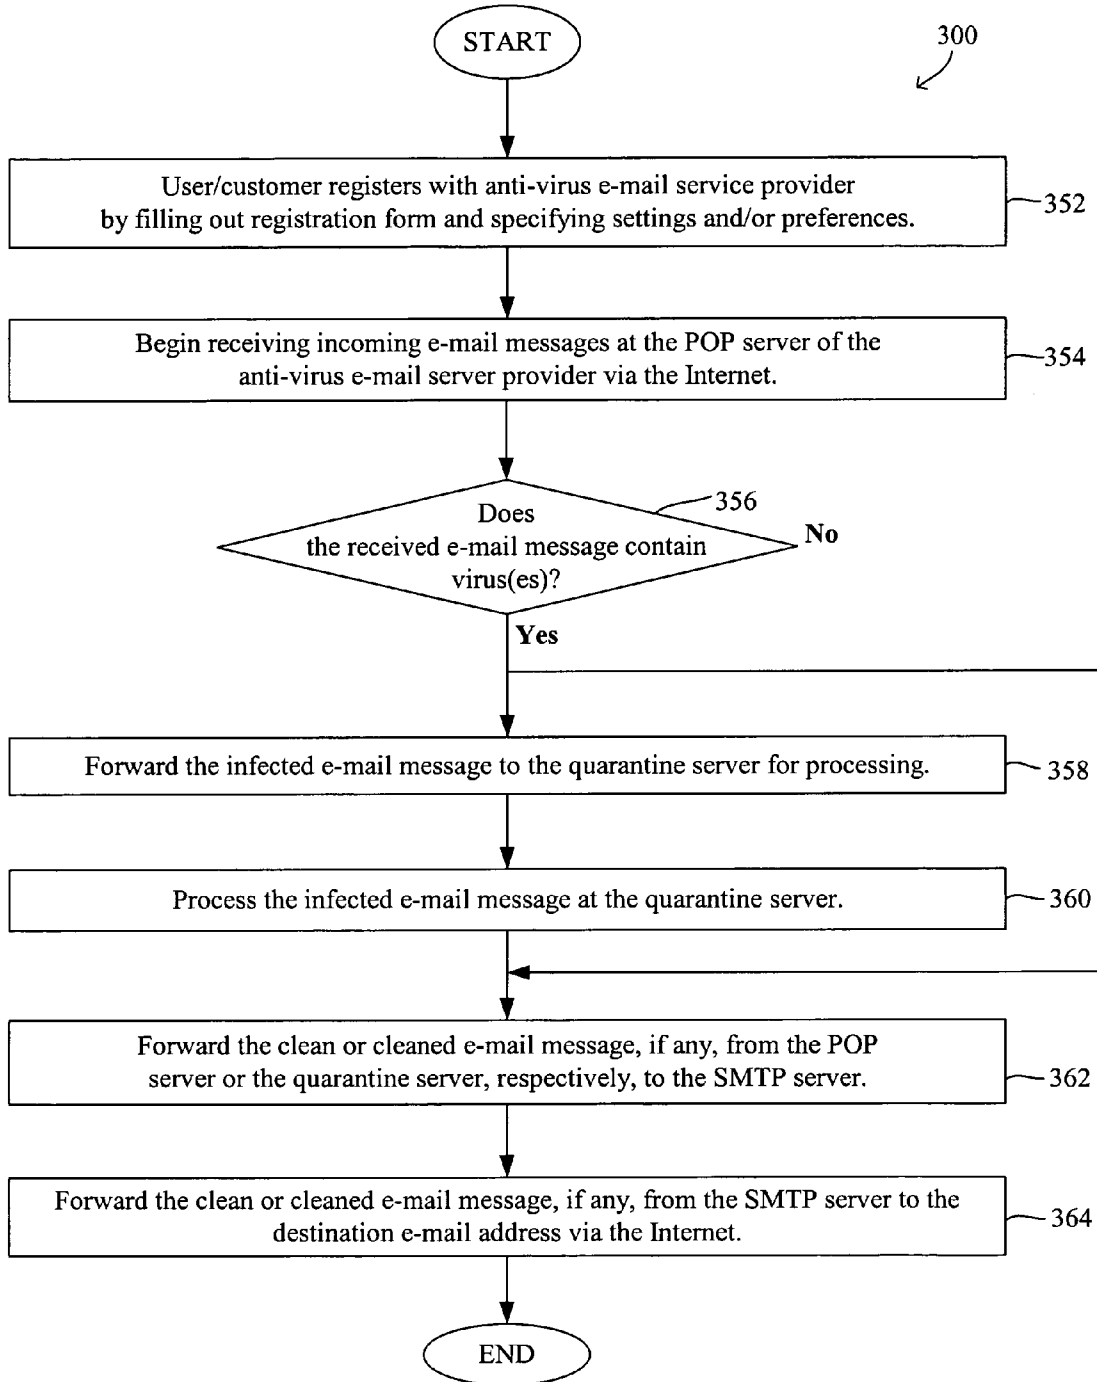 START
300
User/customer registers with anti-virus e-mail service provider
by filling out registration form and specifying settings and/or preferences.
352
Begin receiving incoming e-mail messages at the POP server of the
anti-virus e-mail server provider via the Internet.
354
356
Does
the received e-mail message contain
virus(es)?
No
Yes
Forward the infected e-mail message to the quarantine server for processing.
358
Process the infected e-mail message at the quarantine server.
360
Forward the clean or cleaned e-mail message, if any, from the POP
server or the quarantine server, respectively, to the SMTP server.
362
Forward the clean or cleaned e-mail message, if any, from the SMTP server to the
destination e-mail address via the Internet.
364
END